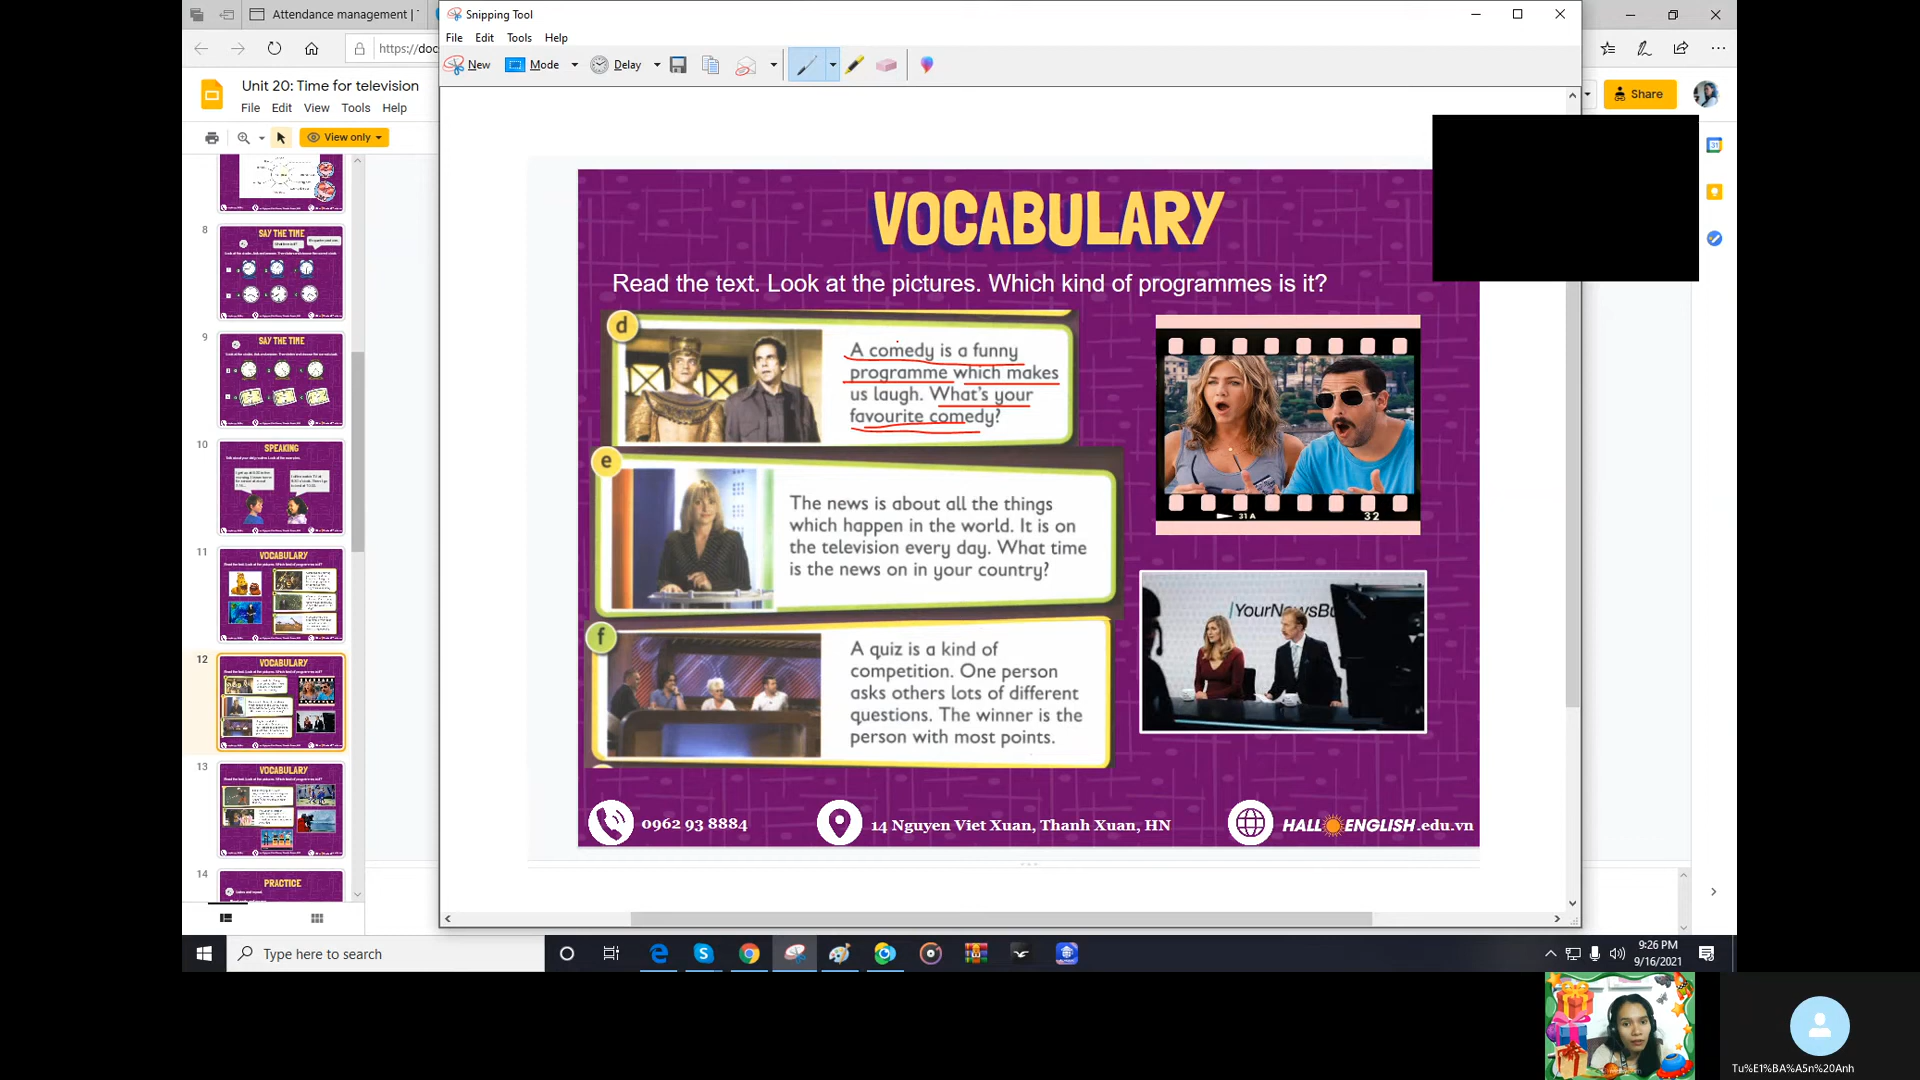 Attendance management |
Snipping Tool
File Edit Tools Help
New Mode Delay
https://doc
Unit 20: Time for television
File Edit View Tools Help
View only
Share
8
SAY THE TIME
9
SAY THE TIME
10
SPEAKING
11
VOCABULARY
12
VOCABULARY
13
VOCABULARY
14
PRACTICE
VOCABULARY
Read the text. Look at the pictures. Which kind of programmes is it?
d
A comedy is a funny
programme which makes
us laugh. What's your
favourite comedy?
e
The news is about all the things
which happen in the world. It is on
the television every day. What time
is the news on in your country?
f
A quiz is a kind of
competition. One person
asks others lots of different
questions. The winner is the
person with most points.
31A 32
YourNewsBu
0962 93 8884
14 Nguyen Viet Xuan, Thanh Xuan, HN
HALLO ENGLISH.edu.vn
Type here to search
9:26 PM
9/16/2021
Tu%E1%BA%A5n%20Anh